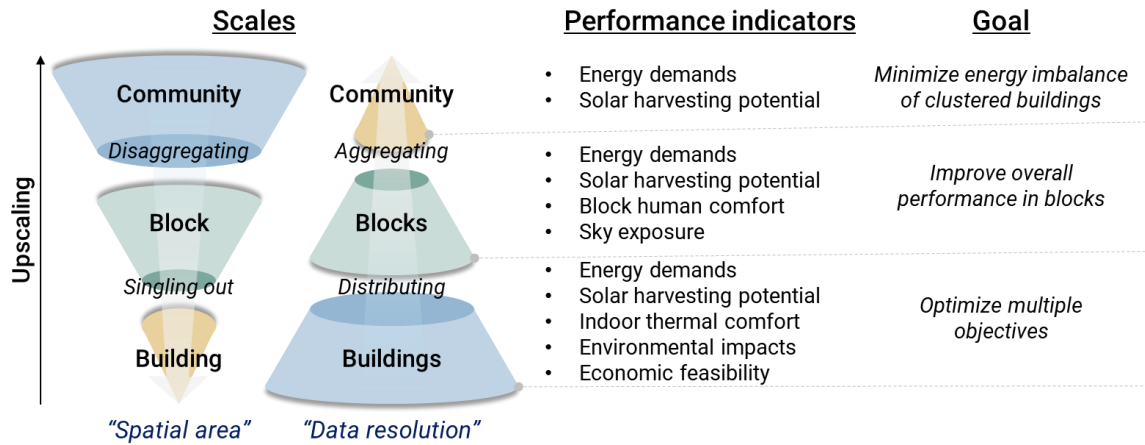 Scales
Performance indicators
Goal
Upscaling
Community
Disaggregating
Block
Singling out
Building
"Spatial area"
Community
Aggregating
Blocks
Distributing
Buildings
"Data resolution"
• Energy demands
• Solar harvesting potential
Minimize energy imbalance
of clustered buildings
• Energy demands
• Solar harvesting potential
• Block human comfort
• Sky exposure
Improve overall
performance in blocks
• Energy demands
• Solar harvesting potential
• Indoor thermal comfort
• Environmental impacts
• Economic feasibility
Optimize multiple
objectives